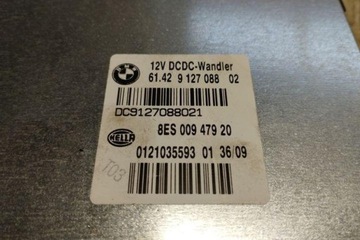 BMW
12V DCDC-Wandler
61.42 9 127 088 02
DC9127088021
HELLA
8ES 009 479 20
0121035593 01 36/09
T03